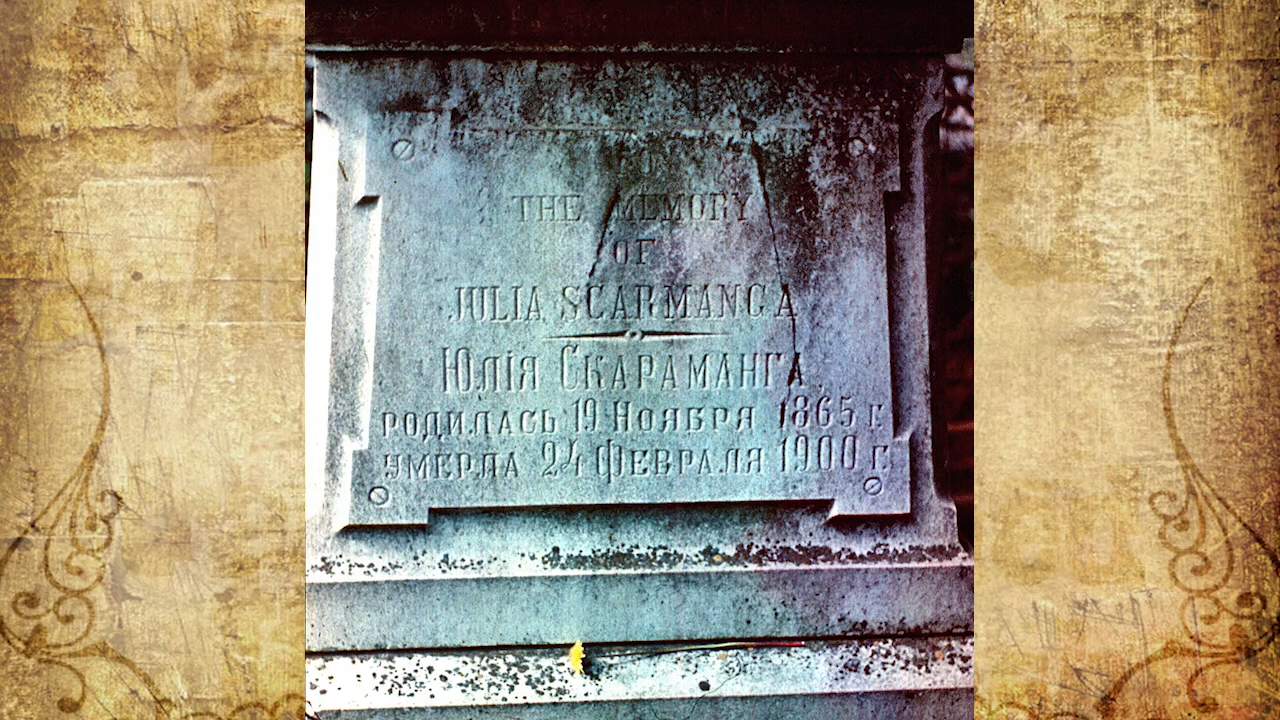 THE MEMORY
OF
JULIA SCARMANGA
Юлія Скараманга
родилась 19 Ноября 1865 г.
умерла 24 Февраля 1900 г.